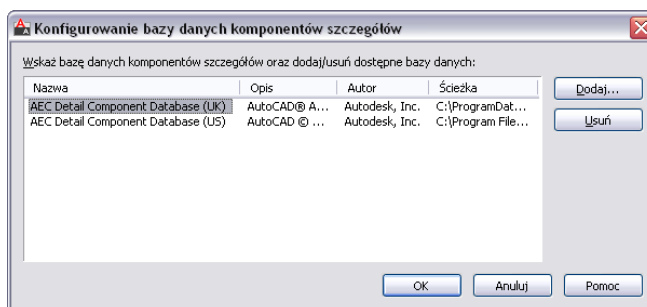 Konfigurowanie bazy danych komponentów szczegółów
Wskaż bazę danych komponentów szczegółów oraz dodaj/usuń dostępne bazy danych:
Nazwa Opis Autor Ścieżka
AEC Detail Component Database (UK) AutoCAD® A... Autodesk, Inc. C:\ProgramDat...
AEC Detail Component Database (US) AutoCAD © ... Autodesk, Inc. C:\Program File...
Dodaj...
Usuń
OK Anuluj Pomoc